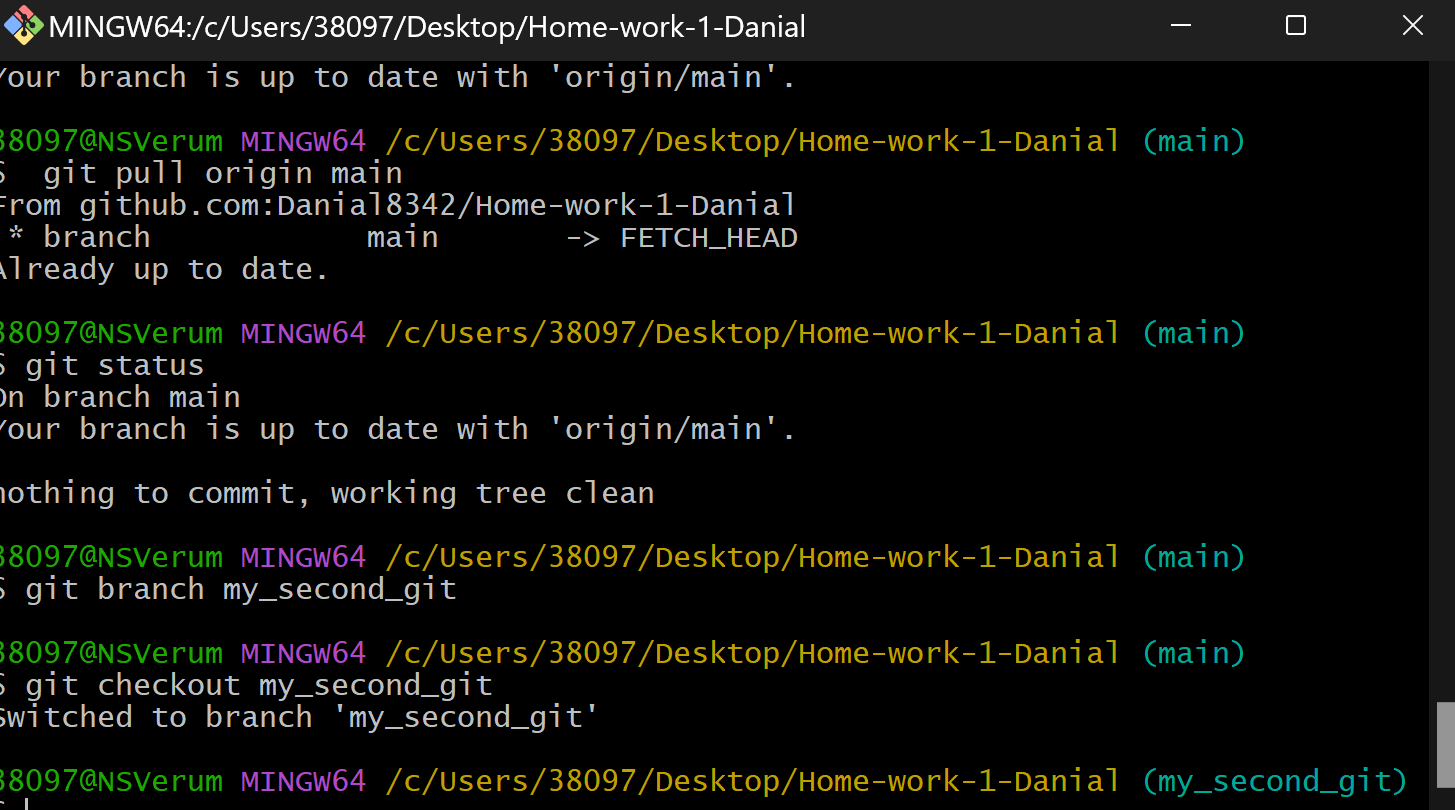 MINGW64:/c/Users/38097/Desktop/Home-work-1-Danial
Your branch is up to date with 'origin/main'.
38097@NSVerum MINGW64 /c/Users/38097/Desktop/Home-work-1-Danial (main)
$  git pull origin main
From github.com:Danial8342/Home-work-1-Danial
 * branch            main       -> FETCH_HEAD
Already up to date.
38097@NSVerum MINGW64 /c/Users/38097/Desktop/Home-work-1-Danial (main)
$ git status
On branch main
Your branch is up to date with 'origin/main'.
nothing to commit, working tree clean
38097@NSVerum MINGW64 /c/Users/38097/Desktop/Home-work-1-Danial (main)
$ git branch my_second_git
38097@NSVerum MINGW64 /c/Users/38097/Desktop/Home-work-1-Danial (main)
$ git checkout my_second_git
Switched to branch 'my_second_git'
38097@NSVerum MINGW64 /c/Users/38097/Desktop/Home-work-1-Danial (my_second_git)
$